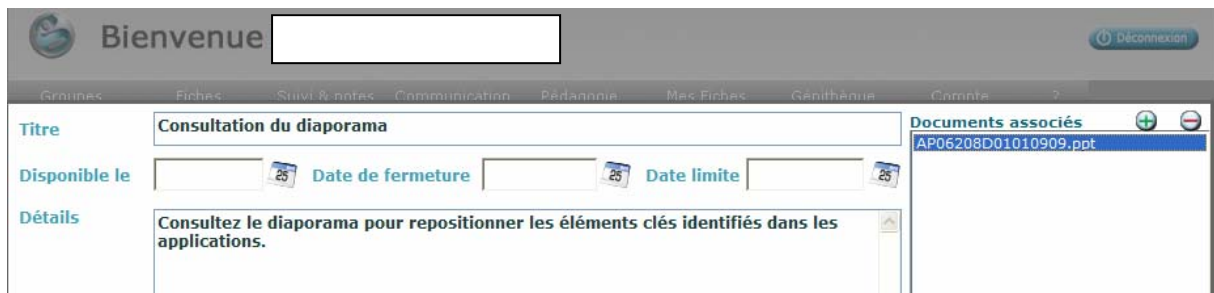 Bienvenue
Déconnexion
Groupes Fiches Suivi & notes Communication Pédagogie Mes Fiches Génithèque Compte ?
Titre Consultation du diaporama
Documents associés
AP06208D01010909.ppt
Disponible le 25 Date de fermeture 25 Date limite 25
Détails
Consultez le diaporama pour repositionner les éléments clés identifiés dans les
applications.